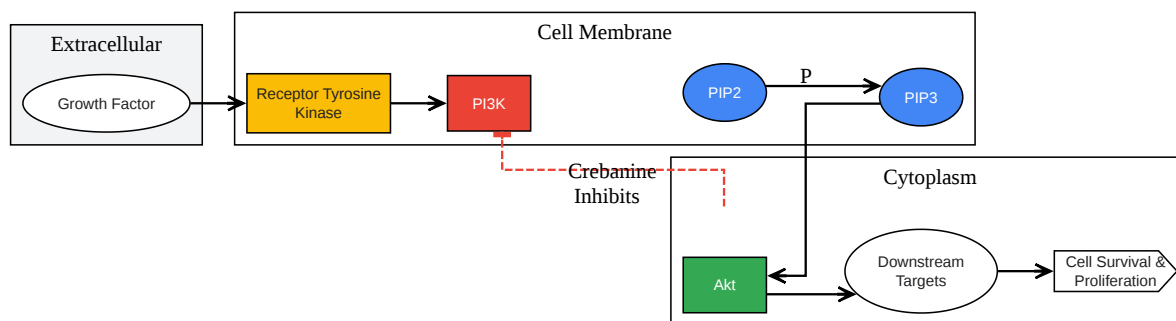 Extracellular
Cell Membrane
Growth Factor
Receptor Tyrosine
Kinase
PI3K
PIP2
P
PIP3
Crebanine
Inhibits
Cytoplasm
Akt
Downstream
Targets
Cell Survival &
Proliferation